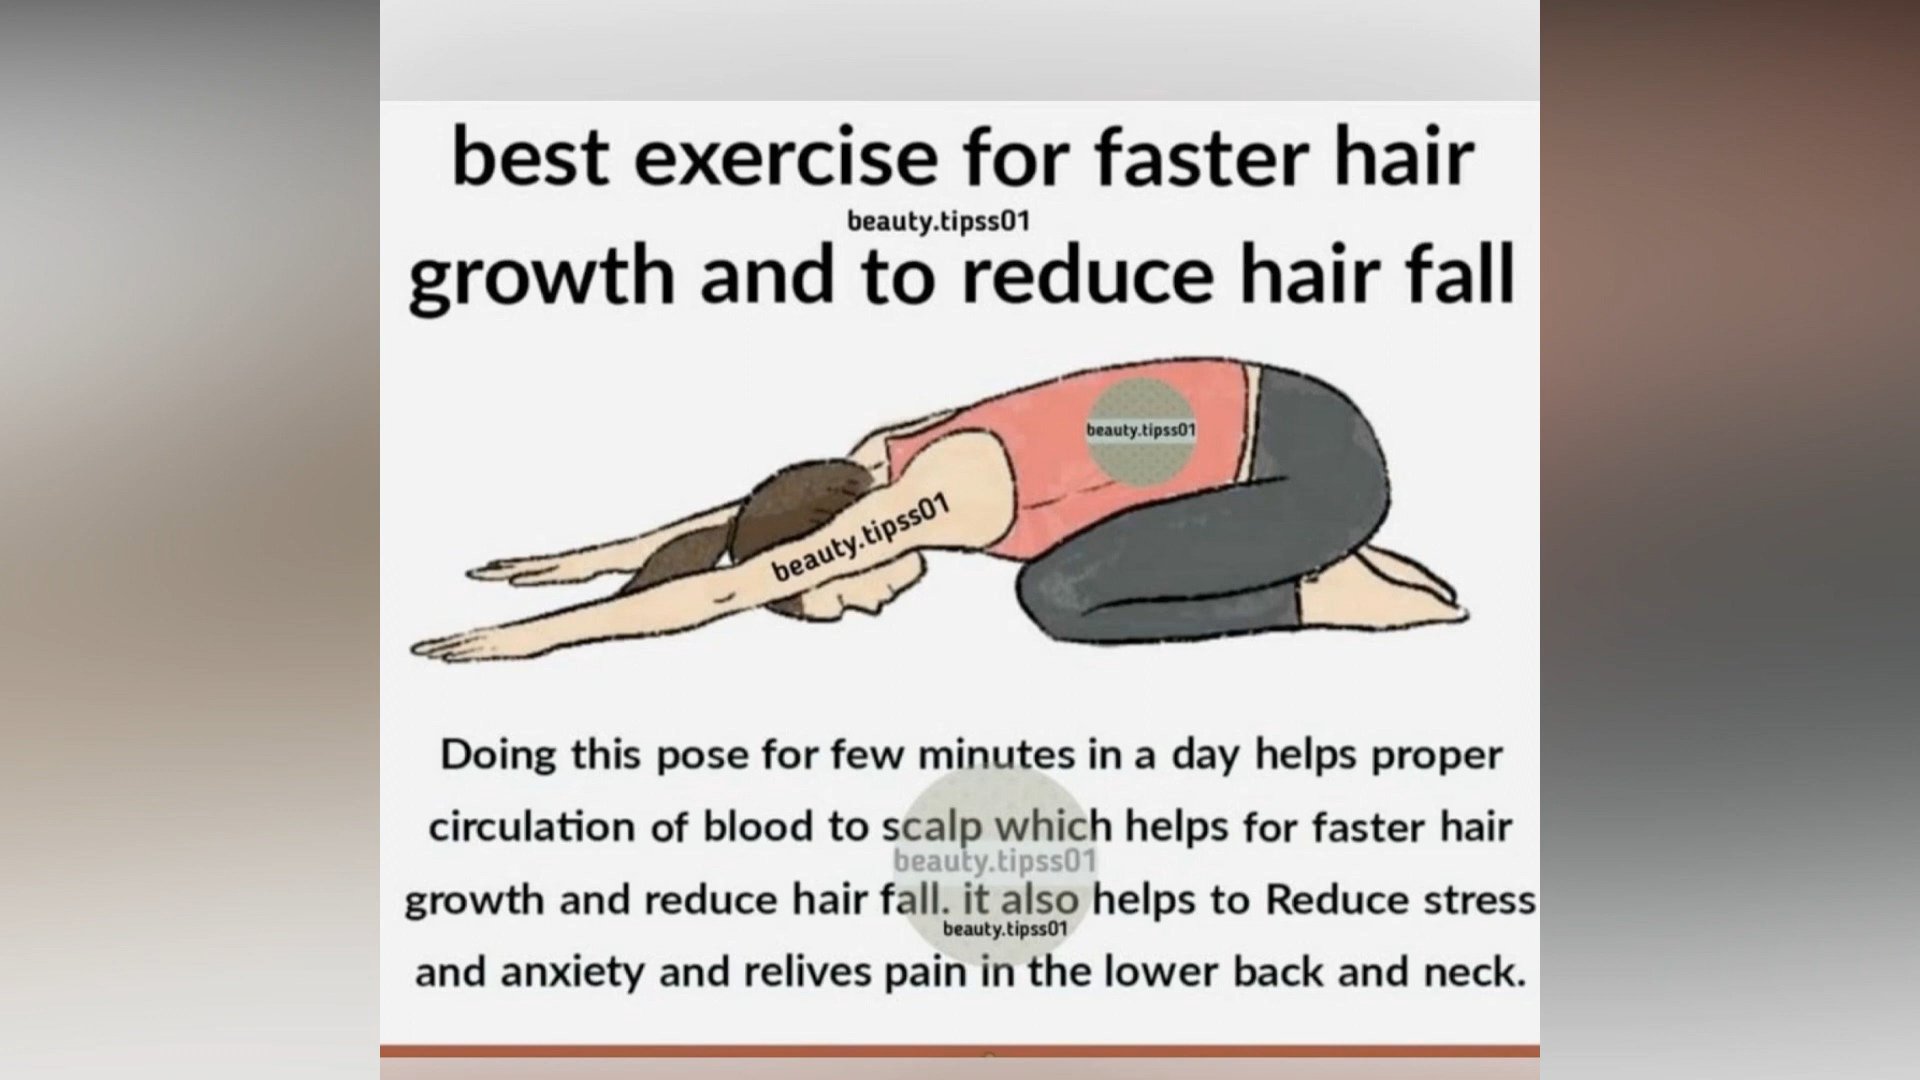 best exercise for faster hair
beauty.tipss01
growth and to reduce hair fall
beauty.tipss01
beauty.tipss01
Doing this pose for few minutes in a day helps proper
circulation of blood to scalp which helps for faster hair
beauty.tipss01
growth and reduce hair fall. it also helps to Reduce stress
beauty.tipss01
and anxiety and relives pain in the lower back and neck.